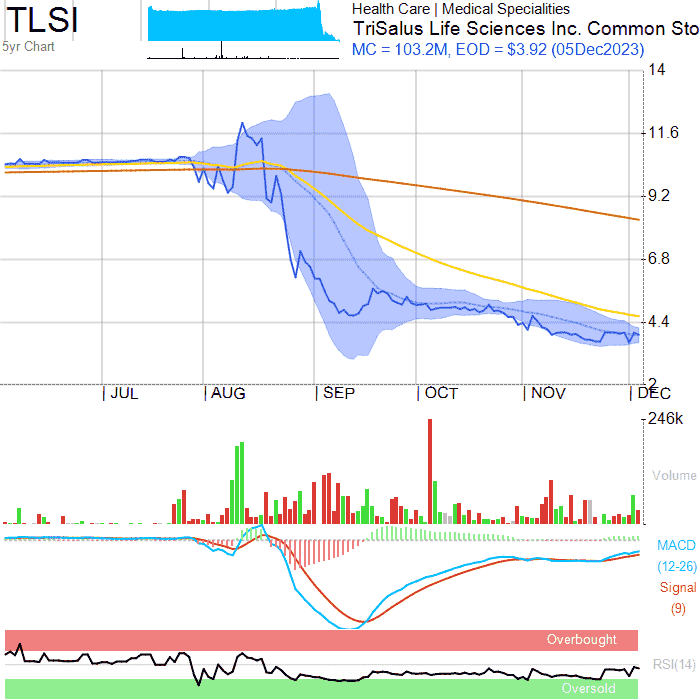 TLSI
5yr Chart
Health Care | Medical Specialities
TriSalus Life Sciences Inc. Common Sto
MC = 103.2M, EOD = $3.92 (05Dec2023)
14
11.6
9.2
6.8
4.4
2
JUL
AUG
SEP
OCT
NOV
DEC
246k
Volume
MACD
(12-26)
Signal
(9)
Overbought
RSI(14)
Oversold